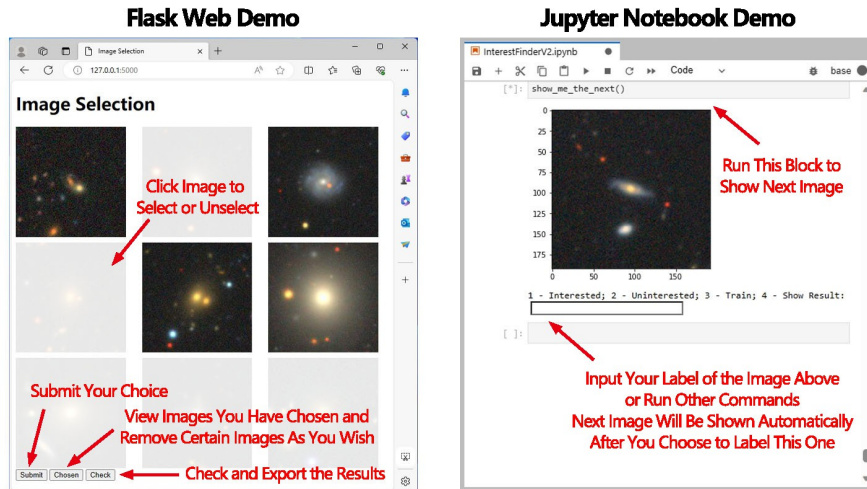 Flask Web Demo
Image Selection
127.0.0.1:5000
Image Selection
Click Image to
Select or Unselect
Submit Your Choice
View Images You Have Chosen and
Remove Certain Images As You Wish
Submit Chosen Check
Check and Export the Results
Jupyter Notebook Demo
InterestFinderV2.ipynb
Code
base
[*]: show_me_the_next()
0
25
50
75
100
125
150
175
0 50 100 150
Run This Block to
Show Next Image
1 - Interested; 2 - Uninterested; 3 - Train; 4 - Show Result:
[ ]:
Input Your Label of the Image Above
or Run Other Commands
Next Image Will Be Shown Automatically
After You Choose to Label This One